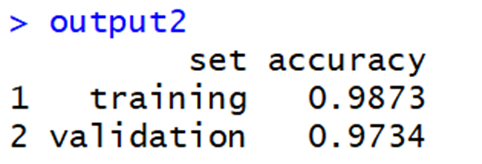 > output2
set accuracy
1 training 0.9873
2 validation 0.9734